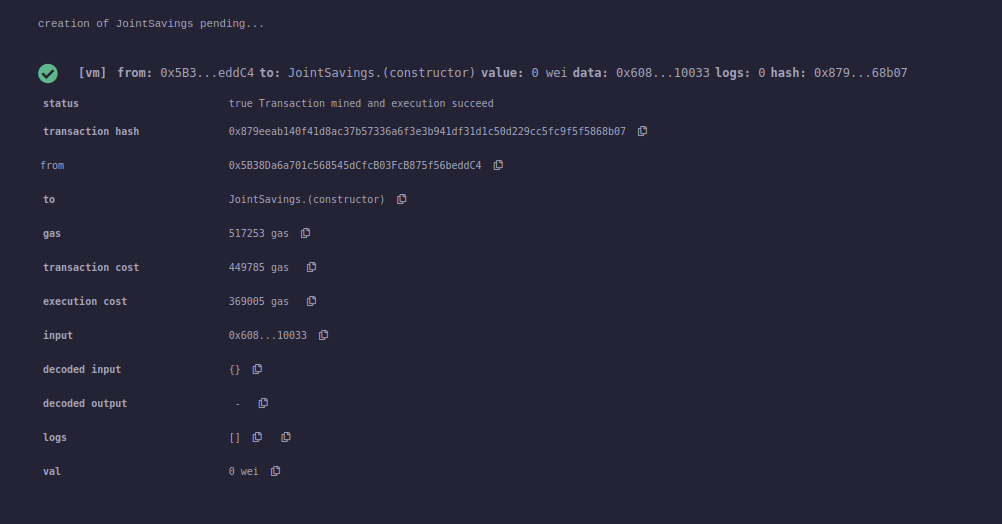 creation of JointSavings pending...
[vm] from: 0x5B3...eddC4 to: JointSavings.(constructor) value: 0 wei data: 0x608...10033 logs: 0 hash: 0x879...68b07
status true Transaction mined and execution succeed
transaction hash 0x879eeab140f41d8ac37b57336a6f3e3b941df31d1c50d229cc5fc9f5f5868b07
from 0x5B38Da6a701c568545dCfcB03FcB875f56beddC4
to JointSavings.(constructor)
gas 517253 gas
transaction cost 449785 gas
execution cost 369005 gas
input 0x608...10033
decoded input {}
decoded output -
logs []
val 0 wei